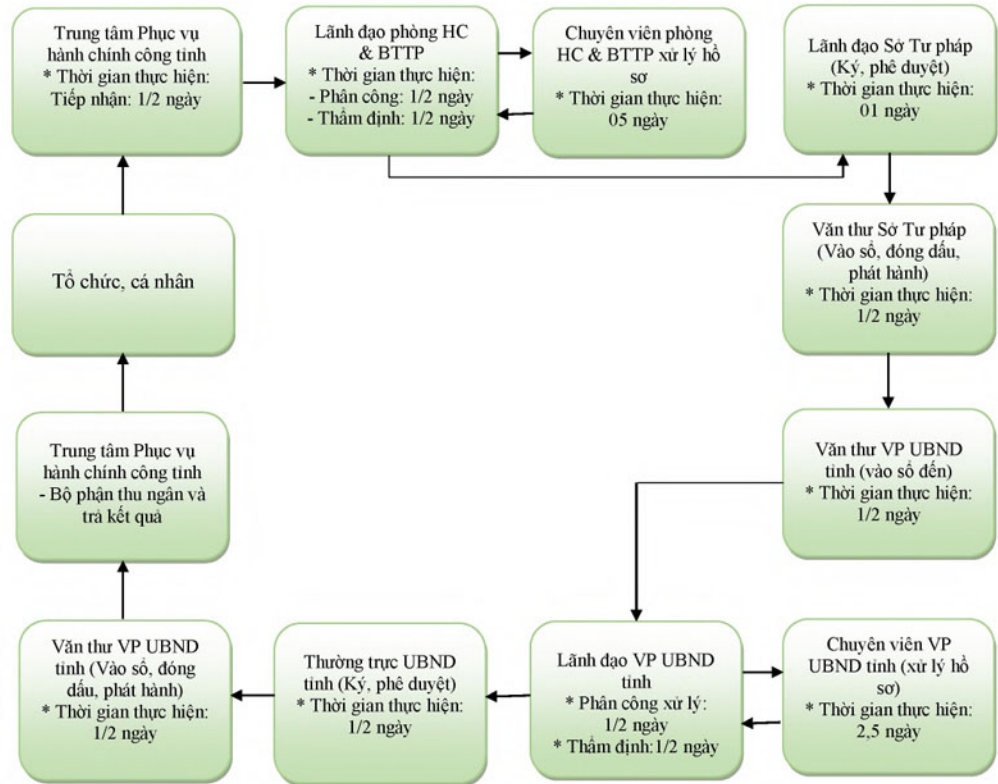 Trung tâm Phục vụ
hành chính công tỉnh
* Thời gian thực hiện:
Tiếp nhận: 1/2 ngày
Lãnh đạo phòng HC
& BTTP
* Thời gian thực hiện:
- Phân công: 1/2 ngày
- Thẩm định: 1/2 ngày
Chuyên viên phòng
HC & BTTP xử lý hồ
sơ
* Thời gian thực hiện:
05 ngày
Lãnh đạo Sở Tư pháp
(Ký, phê duyệt)
* Thời gian thực hiện:
01 ngày
Văn thư Sở Tư pháp
(Vào sổ, đóng dấu,
phát hành)
* Thời gian thực hiện:
1/2 ngày
Văn thư VP UBND
tỉnh (vào sổ đến)
* Thời gian thực hiện:
1/2 ngày
Lãnh đạo VP UBND
tỉnh
* Phân công xử lý:
1/2 ngày
* Thẩm định:1/2 ngày
Chuyên viên VP
UBND tỉnh (xử lý hồ
sơ)
* Thời gian thực hiện:
2,5 ngày
Thường trực UBND
tỉnh (Ký, phê duyệt)
* Thời gian thực hiện:
1/2 ngày
Văn thư VP UBND
tỉnh (Vào sổ, đóng
dấu, phát hành)
* Thời gian thực hiện:
1/2 ngày
Trung tâm Phục vụ
hành chính công tỉnh
- Bộ phận thu ngân và
trả kết quả
Tổ chức, cá nhân